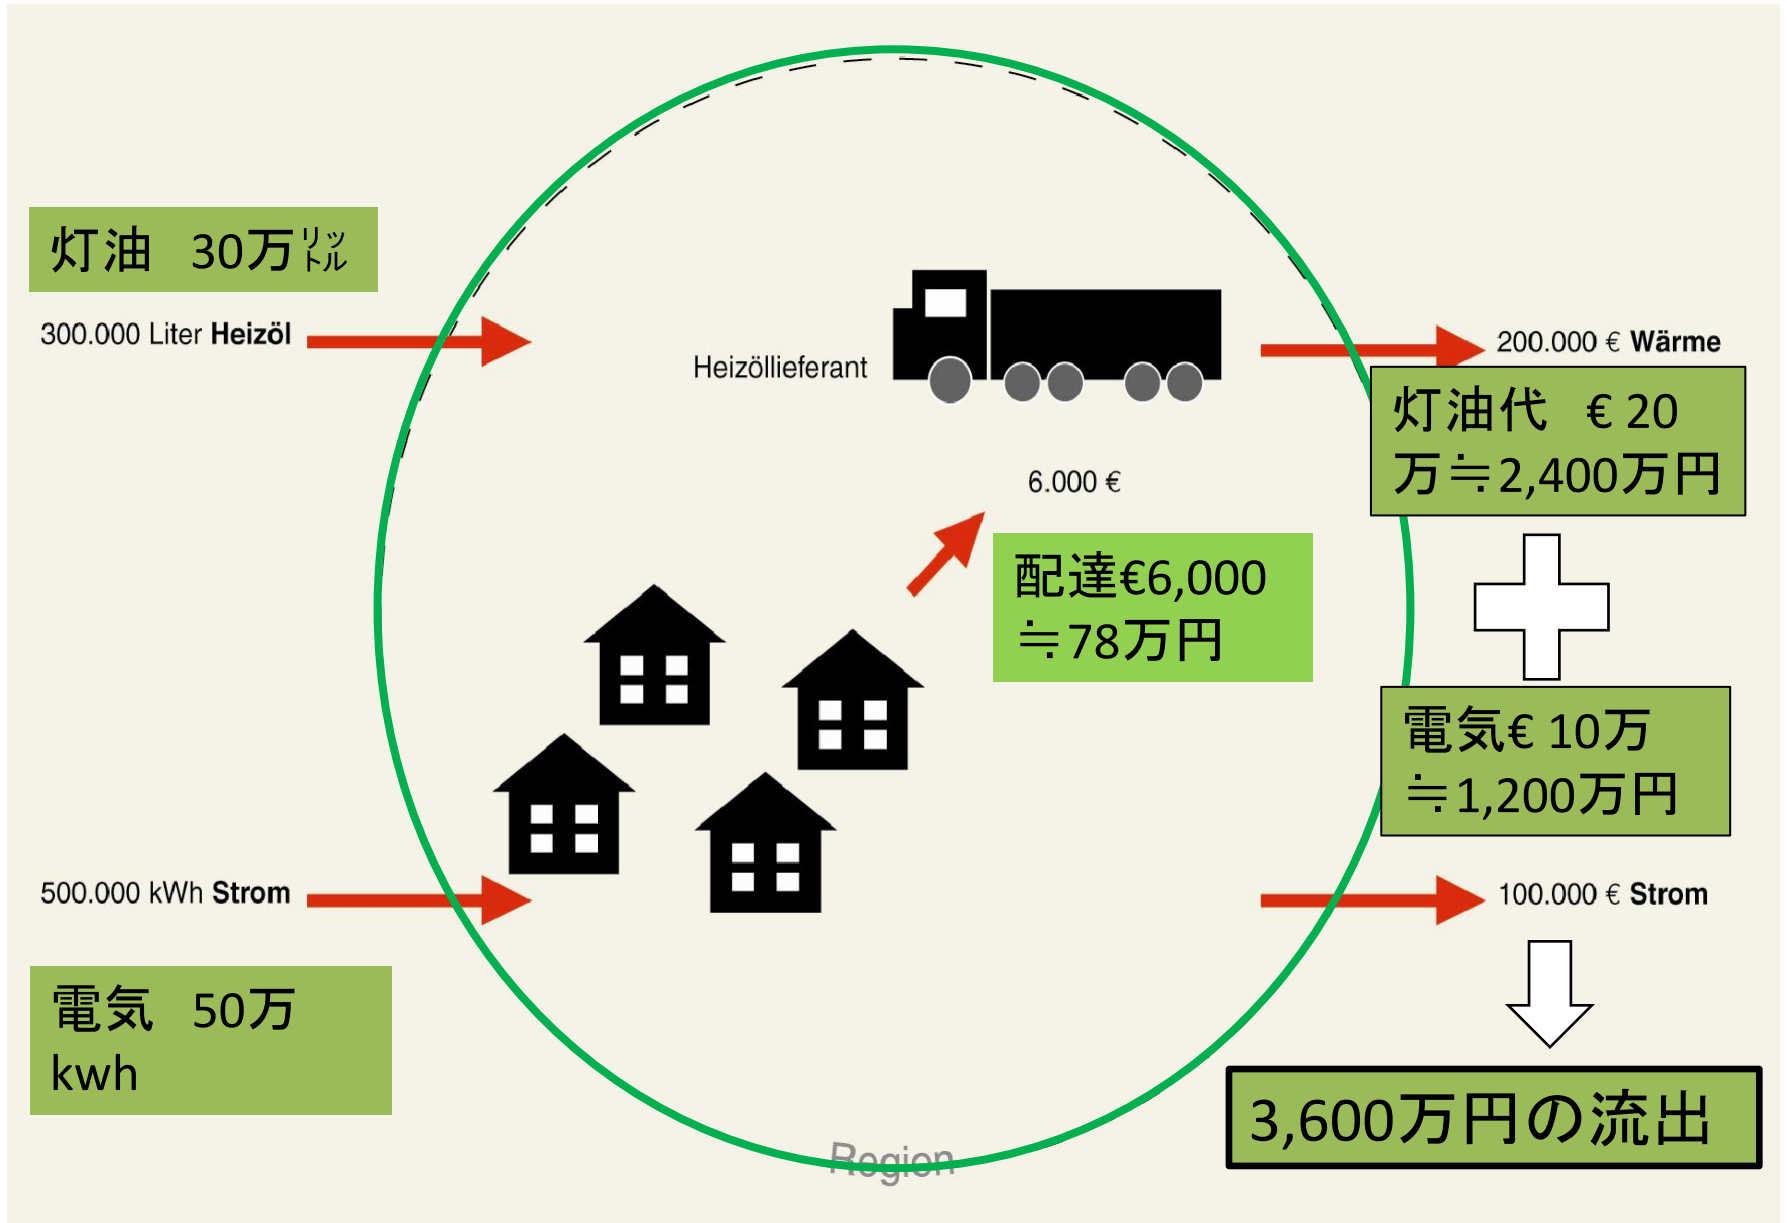 灯油　30万リットル
300.000 Liter Heizöl
Heizöllieferant
200.000 € Wärme
灯油代　€ 20
万≒2,400万円
6.000 €
配達€6,000
≒78万円
電気€ 10万
≒1,200万円
500.000 kWh Strom
100.000 € Strom
電気　50万
kwh
3,600万円の流出
Region